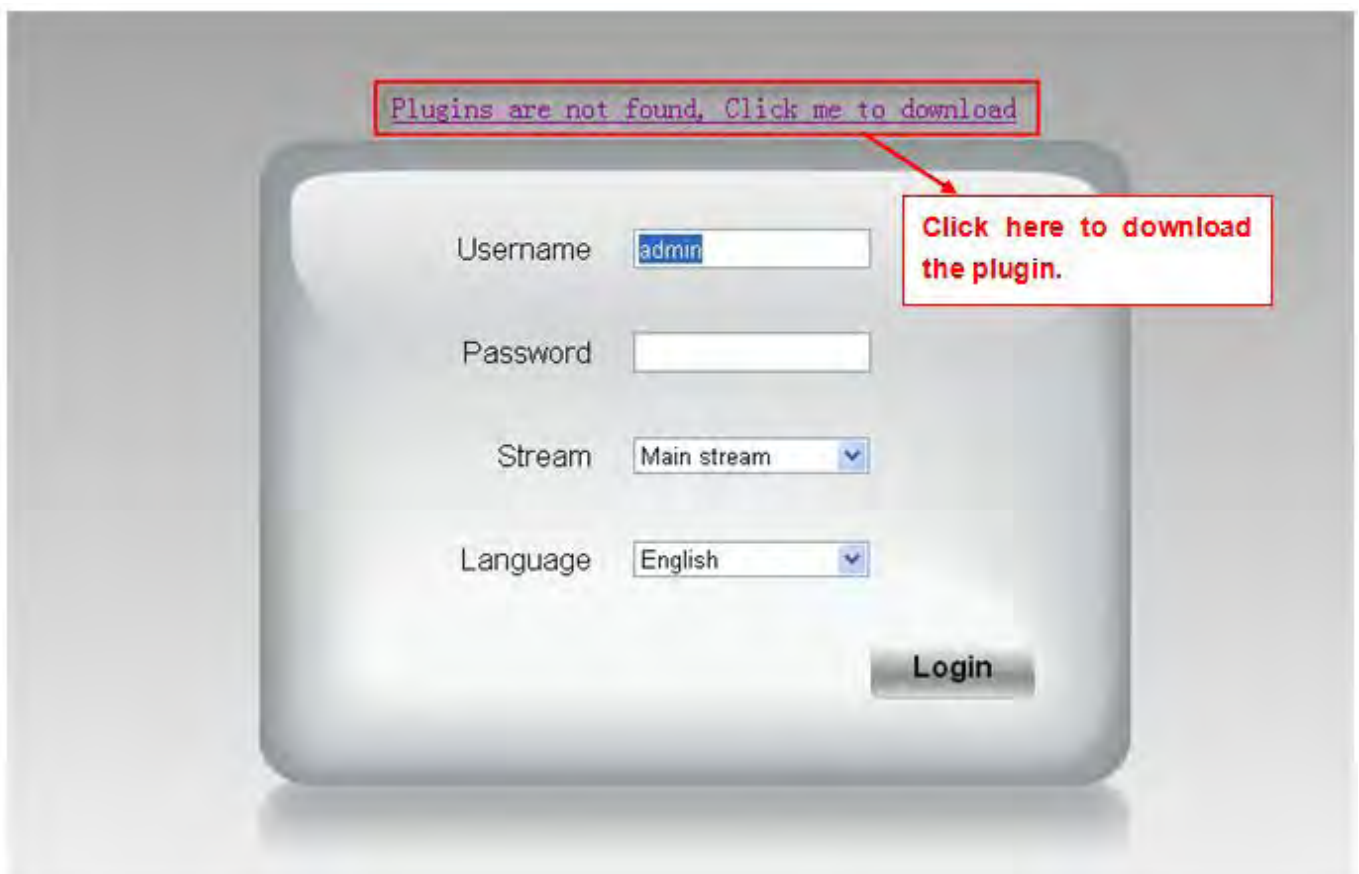 Plugins are not found, Click me to download
Click here to download
the plugin.
Username admin
Password
Stream Main stream
Language English
Login